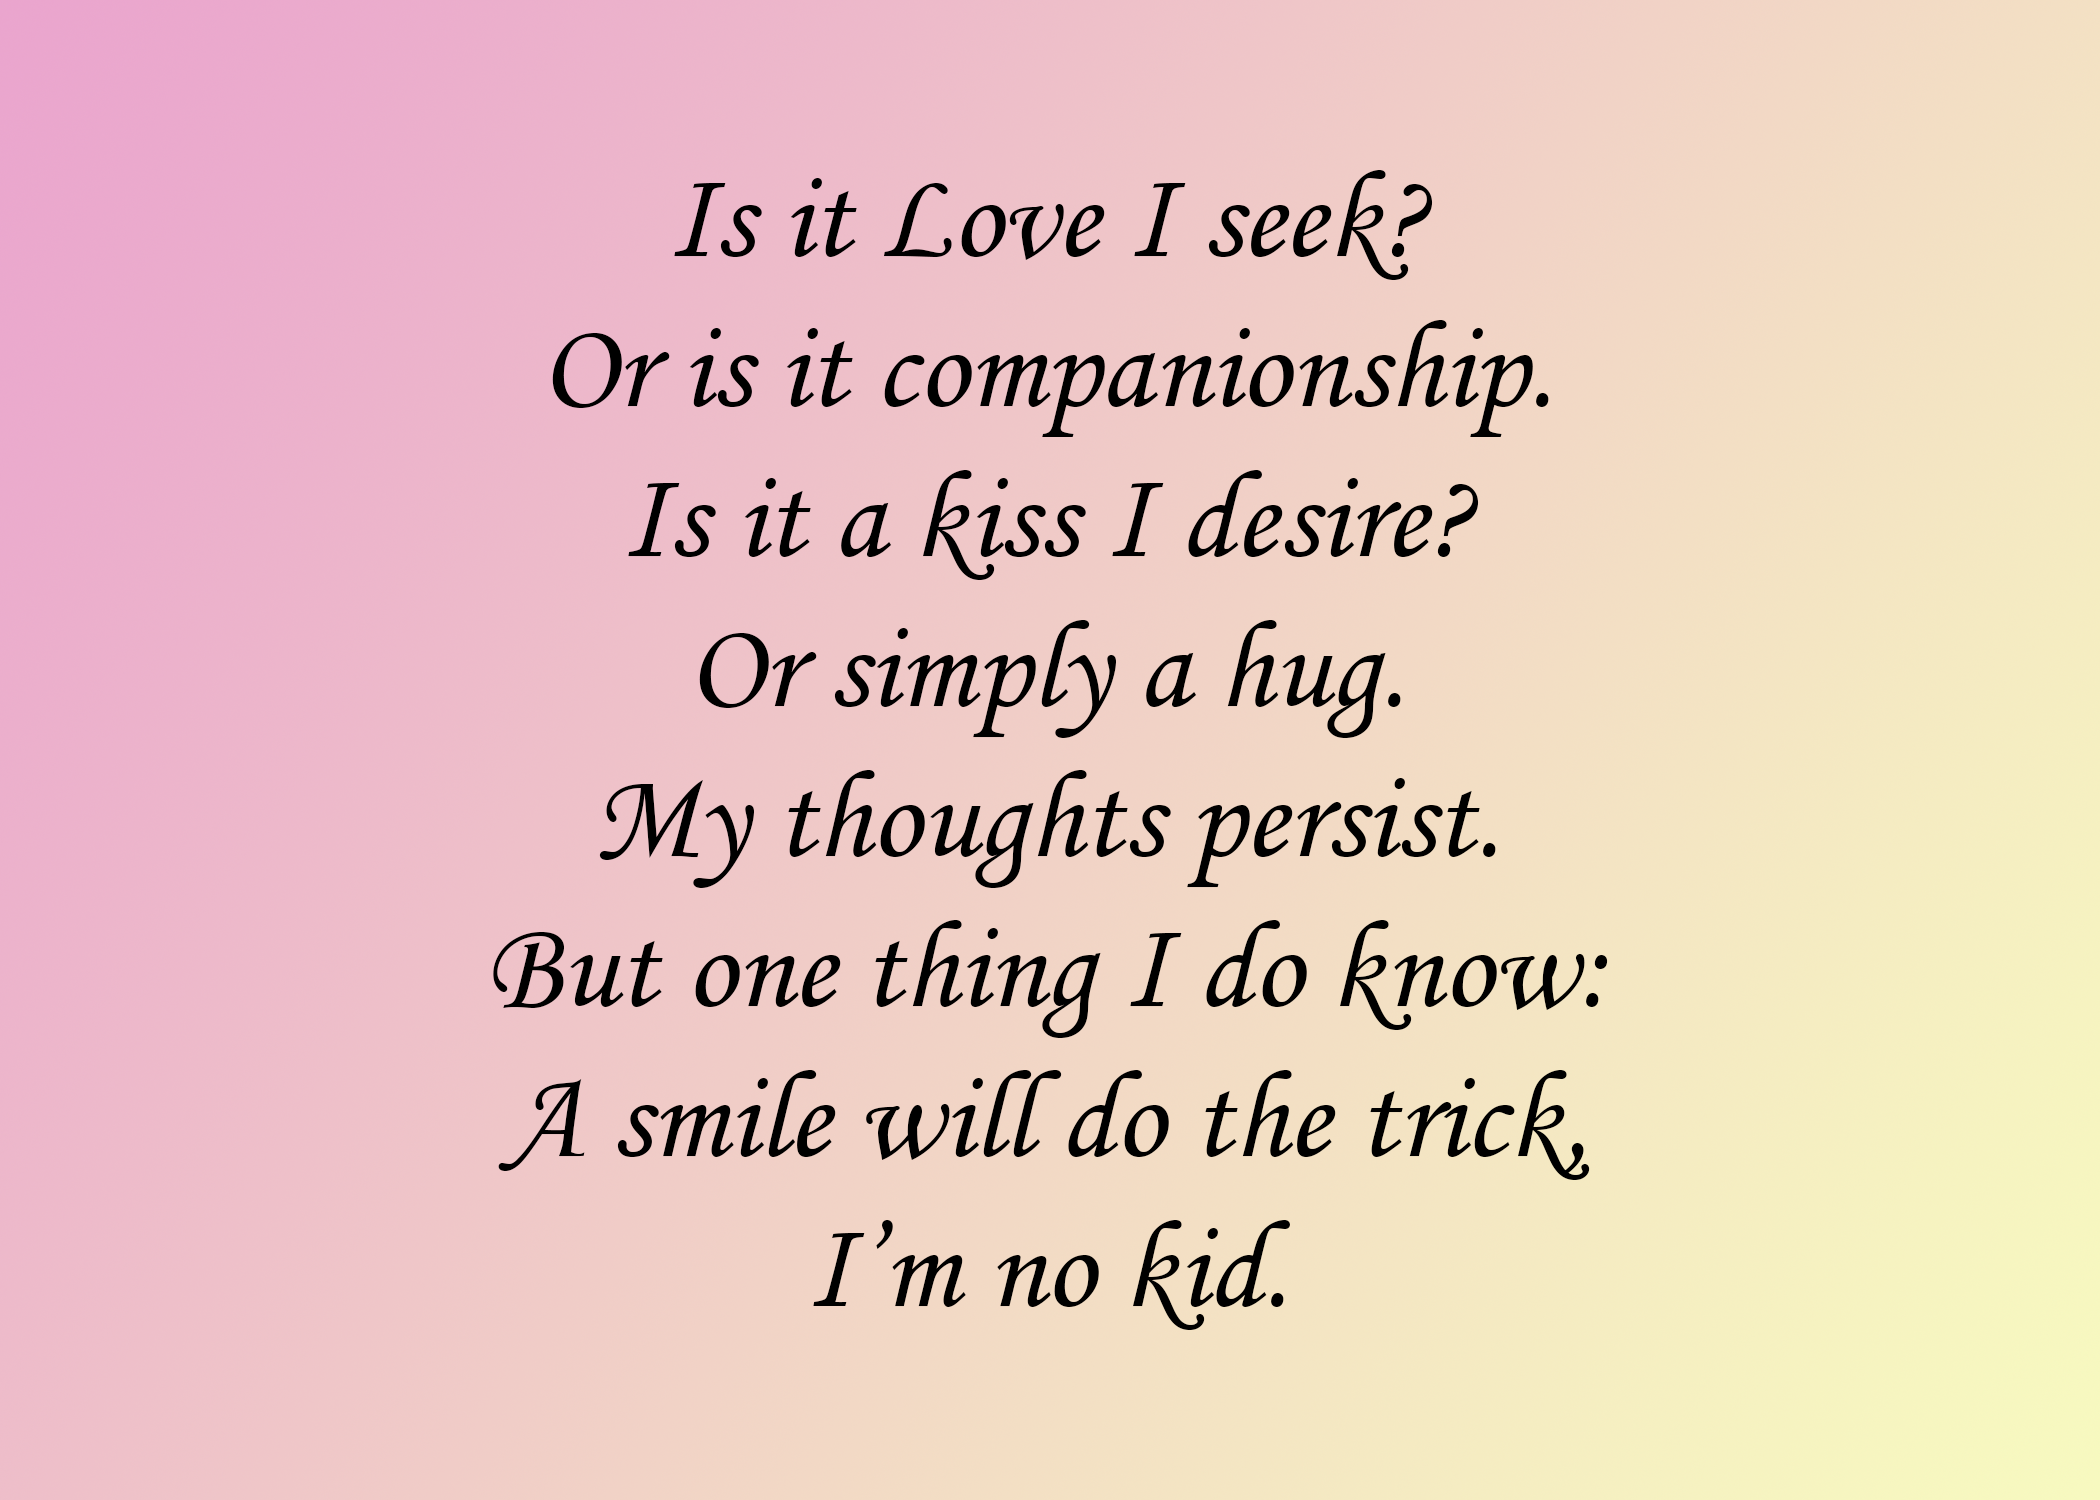 Is it Love I seek?
Or is it companionship.
Is it a kiss I desire?
Or simply a hug.
My thoughts persist.
But one thing I do know:
A smile will do the trick,
I’m no kid.